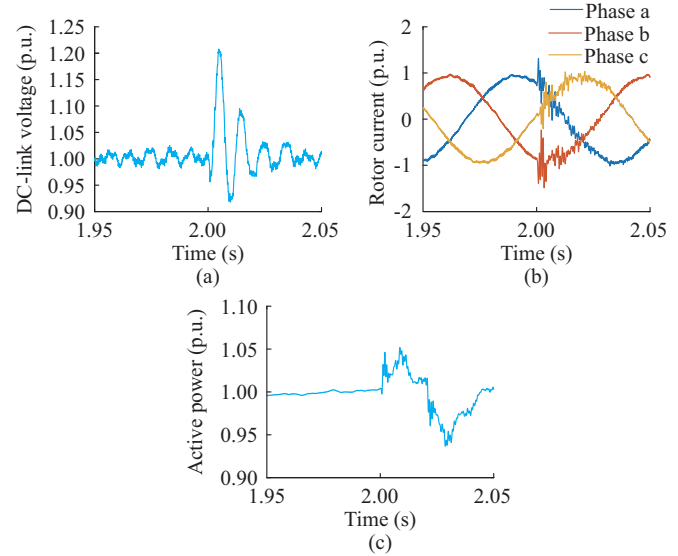 DC-link voltage (p.u.)
1.25
1.20
1.15
1.10
1.05
1.00
0.95
0.90
1.95
2.00
2.05
Time (s)
(a)
Phase a
Phase b
Phase c
Rotor current (p.u.)
2
1
0
-1
-2
1.95
2.00
2.05
Time (s)
(b)
Active power (p.u.)
1.10
1.05
1.00
0.95
0.90
1.95
2.00
2.05
Time (s)
(c)